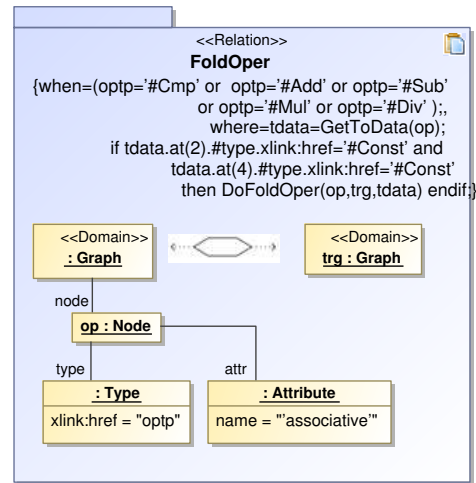 <<Relation>>
FoldOper
{when=(optp='#Cmp' or optp='#Add' or optp='#Sub'
or optp='#Mul' or optp='#Div' );,
where=tdata=GetToData(op);
if tdata.at(2).#type.xlink:href='#Const' and
tdata.at(4).#type.xlink:href='#Const'
then DoFoldOper(op,trg,tdata) endif;}
<<Domain>>
: Graph
<<Domain>>
trg : Graph
node
op : Node
type
attr
: Type
xlink:href = "optp"
: Attribute
name = "'associative'"